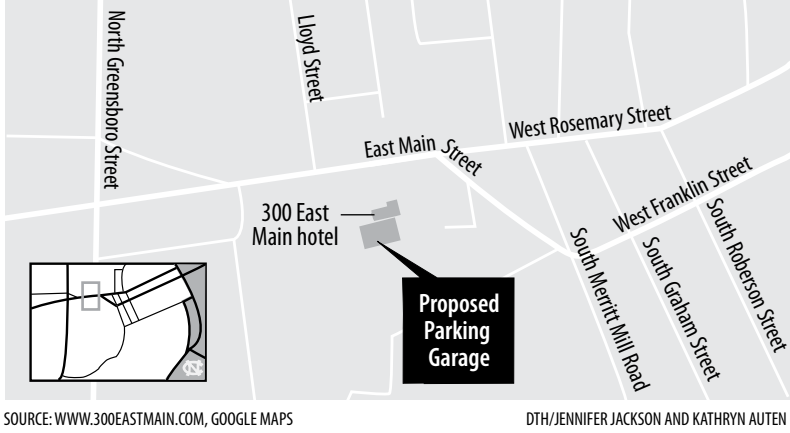 North Greensboro Street
Lloyd Street
East Main Street
West Rosemary Street
West Franklin Street
300 East
Main hotel
South Merritt Mill Road
South Graham Street
South Roberson Street
Proposed
Parking
Garage
NC
SOURCE: WWW.300EASTMAIN.COM, GOOGLE MAPS
DTH/JENNIFER JACKSON AND KATHRYN AUTEN